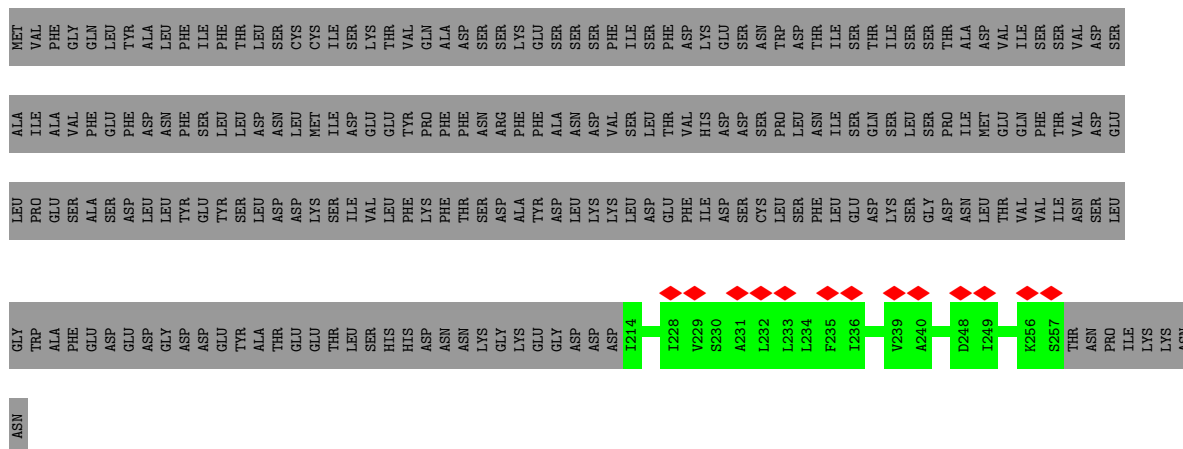 MET VAL PHE GLY GLN LEU TYR ALA LEU PHE ILE PHE THR LEU SER CYS CYS ILE SER LYS THR VAL GLN ALA ASP SER SER LYS GLU SER SER SER PHE ILE SER PHE ASP LYS GLU SER ASN TRP ASP THR ILE SER THR ILE SER SER THR ALA ASP VAL ILE SER SER VAL ASP SER
ALA ILE ALA VAL PHE GLU PHE ASP ASN PHE SER LEU LEU ASP ASN LEU MET ILE ASP GLU GLU TYR PRO PHE PHE ASN ARG PHE PHE ALA ASN ASP VAL SER LEU THR VAL HIS ASP ASP SER PRO LEU ASN ILE SER GLN SER LEU SER PRO ILE MET GLU GLN PHE THR VAL ASP GLU
LEU PRO GLU SER ALA SER ASP LEU LEU TYR GLU TYR SER LEU ASP ASP LYS SER ILE VAL LEU PHE LYS PHE THR SER ASP ALA TYR ASP LEU LYS LYS LEU ASP GLU PHE ILE ASP SER CYS LEU SER PHE LEU GLU ASP LYS SER GLY ASP ASN LEU THR VAL VAL ILE ASN SER LEU
GLY TRP ALA PHE GLU ASP GLU ASP GLY ASP ASP GLU TYR ALA THR GLU GLU THR LEU SER HIS HIS ASP ASN ASN LYS GLY LYS GLU GLY ASP ASP ASP I214 I228 V229 S230 A231 L232 L233 L234 F235 I236 V239 A240 D248 I249 K256 S257 THR ASN PRO ILE LYS LYS ASN
ASN